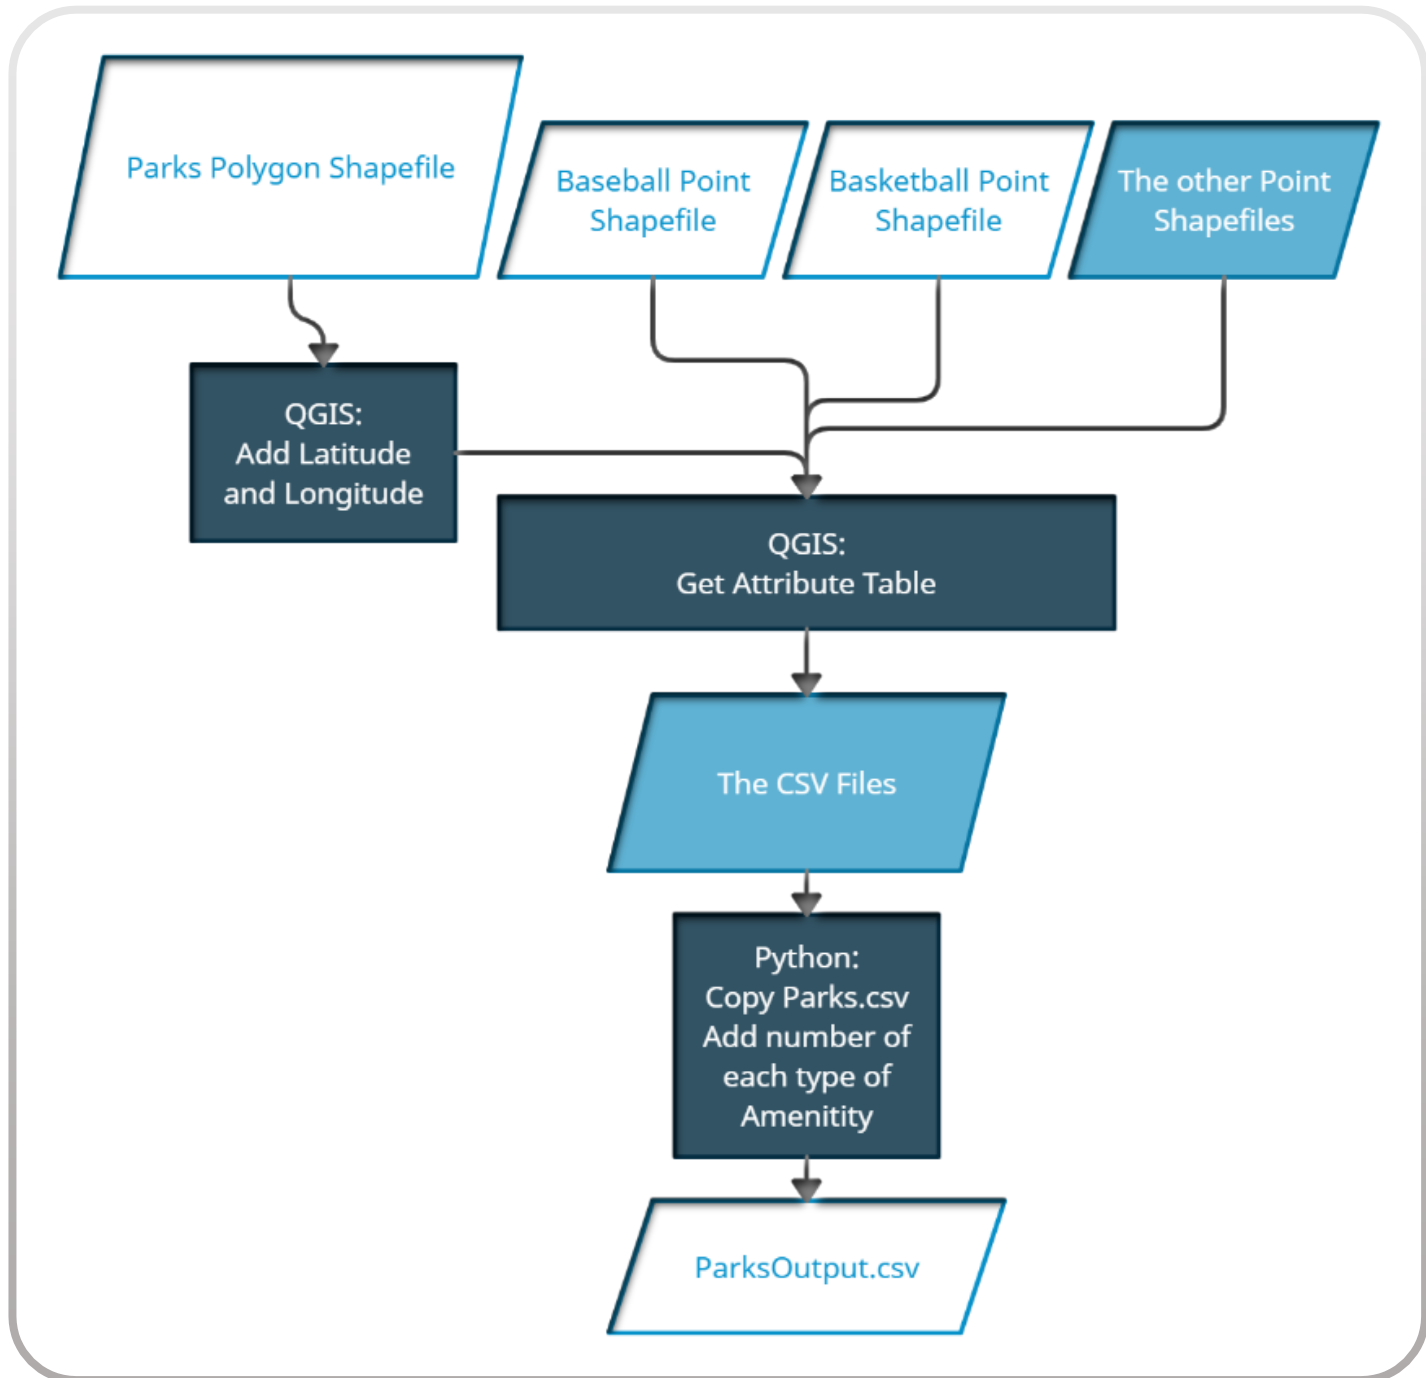 Parks Polygon Shapefile
Baseball Point
Shapefile
Basketball Point
Shapefile
The other Point
Shapefiles
QGIS:
Add Latitude
and Longitude
QGIS:
Get Attribute Table
The CSV Files
Python:
Copy Parks.csv
Add number of
each type of
Amenitity
ParksOutput.csv